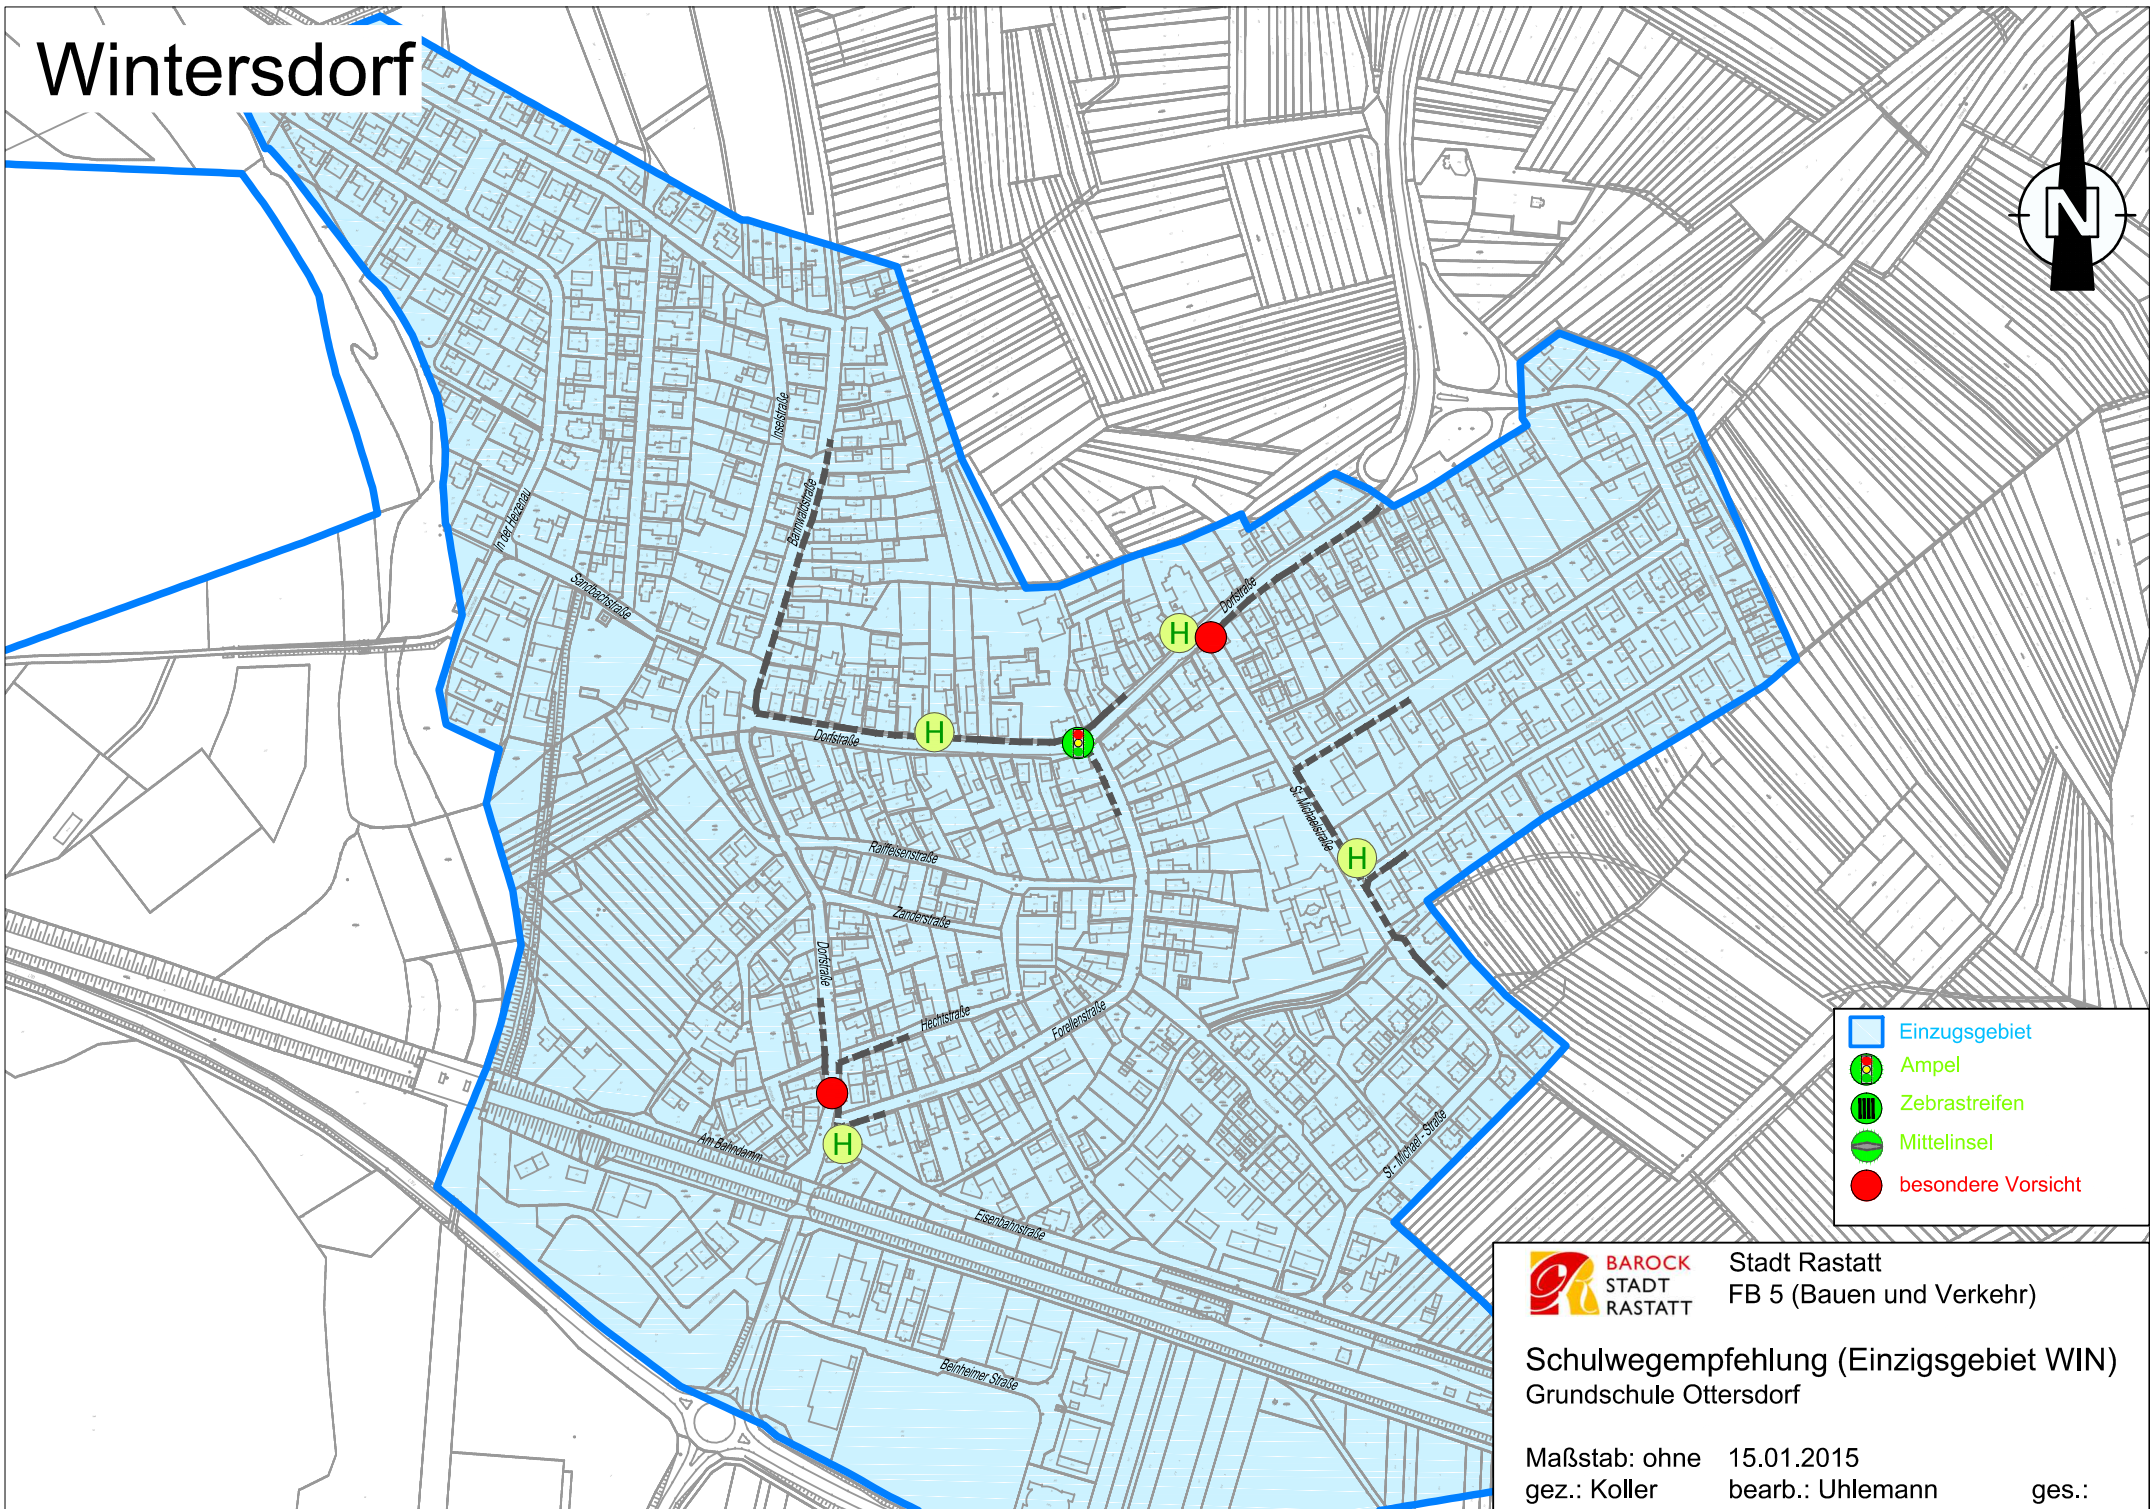 Wintersdorf
N
Inselstraße
Bannwaldstraße
In der Heizenau
Sandbachstraße
Dorfstraße
H
H
Dorfstraße
St. Michaelstraße
H
Raiffeisenstraße
Zanderstraße
Dorfstraße
Hechtstraße
Forellenstraße
H
Am Bahndamm
St.- Michael - Straße
Eisenbahnstraße
Beinheimer Straße
Einzugsgebiet
Ampel
Zebrastreifen
Mittelinsel
besondere Vorsicht
BAROCK
STADT
RASTATT
Stadt Rastatt
FB 5 (Bauen und Verkehr)
Schulwegempfehlung (Einzigsgebiet WIN)
Grundschule Ottersdorf
Maßstab: ohne 15.01.2015
gez.: Koller bearb.: Uhlemann ges.: